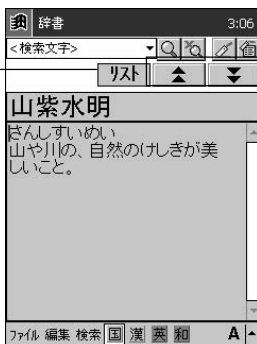 辞書 3:06
<検索文字>
リスト
山紫水明
さんしすいめい
山や川の、自然のけしきが美
しいこと。
ファイル 編集 検索 国 漢 英 和 A